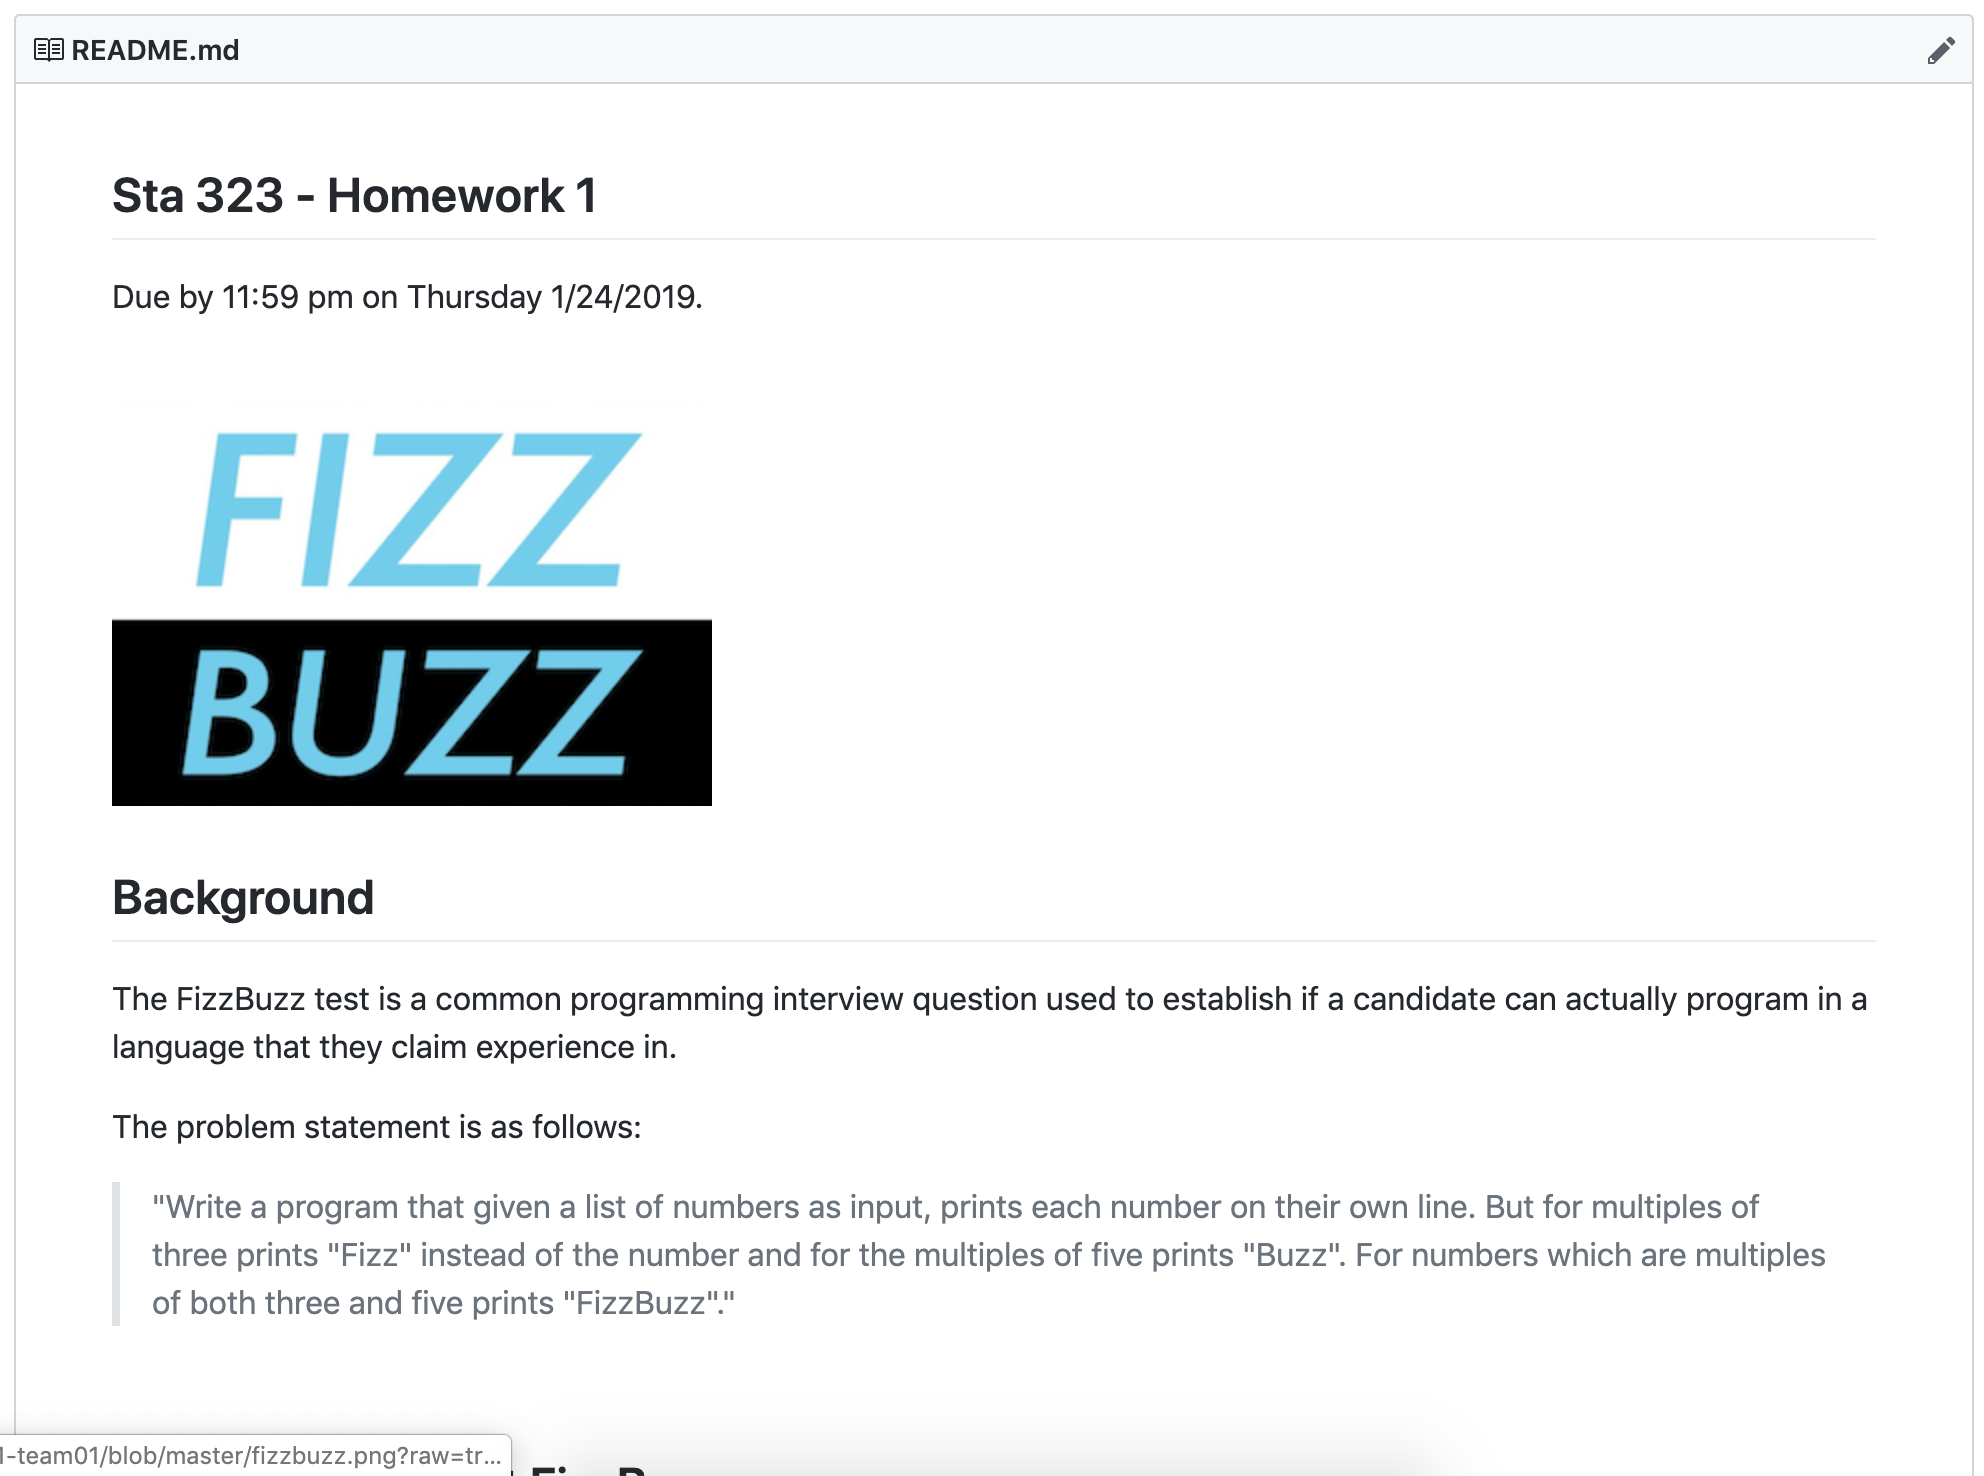 README.md
Sta 323 - Homework 1
Due by 11:59 pm on Thursday 1/24/2019.
FIZZ
BUZZ
Background
The FizzBuzz test is a common programming interview question used to establish if a candidate can actually program in a
language that they claim experience in.
The problem statement is as follows:
"Write a program that given a list of numbers as input, prints each number on their own line. But for multiples of
three prints "Fizz" instead of the number and for the multiples of five prints "Buzz". For numbers which are multiples
of both three and five prints "FizzBuzz"."
-team01/blob/master/fizzbuzz.png?raw=tr...